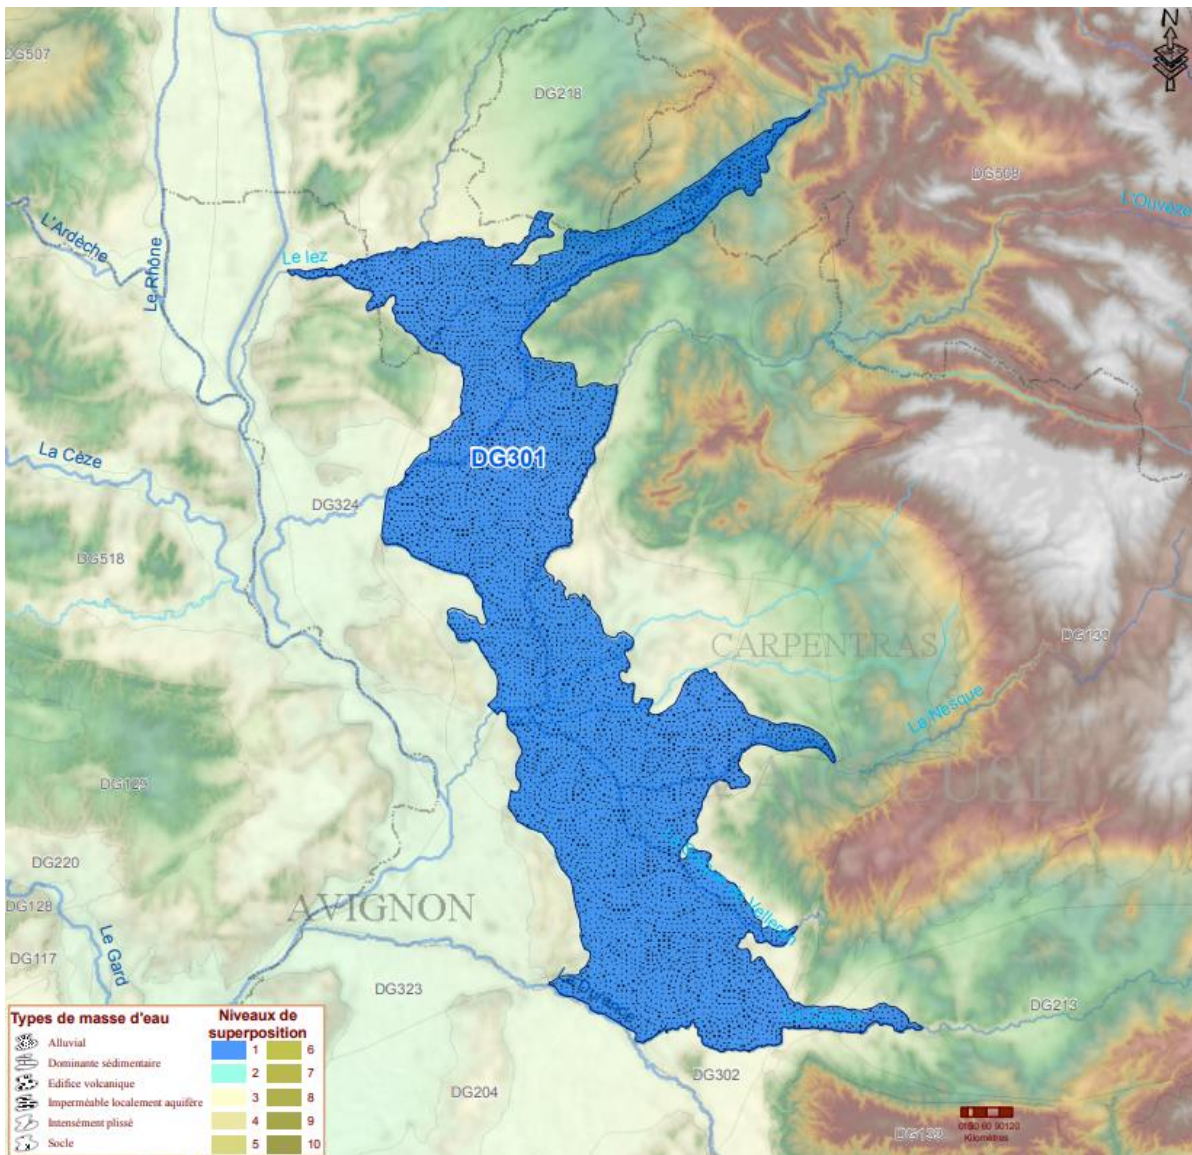 N
DG507
DG218
DG508
L'Ouvèze
L'Ardèche
Le Rhône
Le lez
DG301
La Cèze
DG324
DG518
CARPENTRAS
DG130
La Nesque
DG220
DG128
AVIGNON
Le Gard
DG117
DG323
DG213
DG302
DG204
Types de masse d'eau
Alluvial
Dominante sédimentaire
Edifice volcanique
Imperméable localement aquifère
Intensément plissé
Socle
Niveaux de
superposition
1 6
2 7
3 8
4 9
5 10
Kilomètres